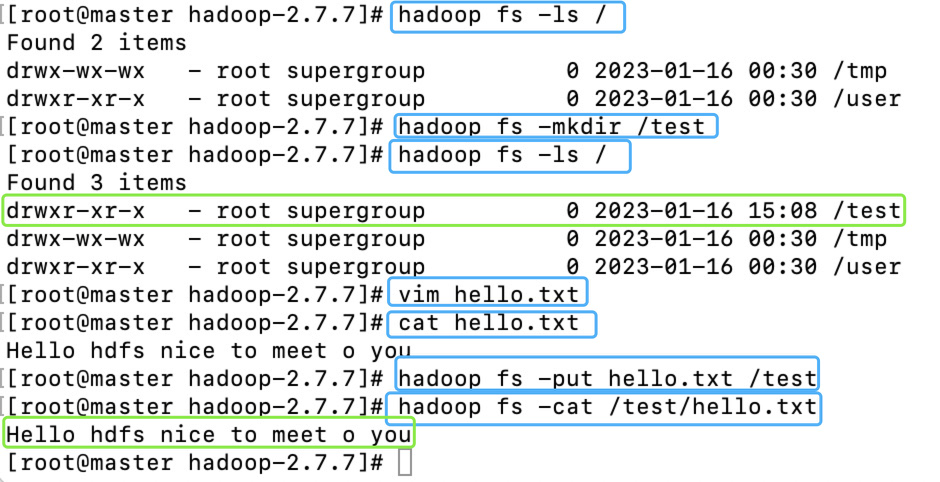 [[root@master hadoop-2.7.7]# hadoop fs -ls /
Found 2 items
drwx-wx-wx   - root supergroup          0 2023-01-16 00:30 /tmp
drwxr-xr-x   - root supergroup          0 2023-01-16 00:30 /user
[[root@master hadoop-2.7.7]# hadoop fs -mkdir /test
[root@master hadoop-2.7.7]# hadoop fs -ls /
Found 3 items
drwxr-xr-x   - root supergroup          0 2023-01-16 15:08 /test
drwx-wx-wx   - root supergroup          0 2023-01-16 00:30 /tmp
drwxr-xr-x   - root supergroup          0 2023-01-16 00:30 /user
[[root@master hadoop-2.7.7]# vim hello.txt
[[root@master hadoop-2.7.7]# cat hello.txt
Hello hdfs nice to meet o you
[[root@master hadoop-2.7.7]# hadoop fs -put hello.txt /test
[[root@master hadoop-2.7.7]# hadoop fs -cat /test/hello.txt
Hello hdfs nice to meet o you
[root@master hadoop-2.7.7]#